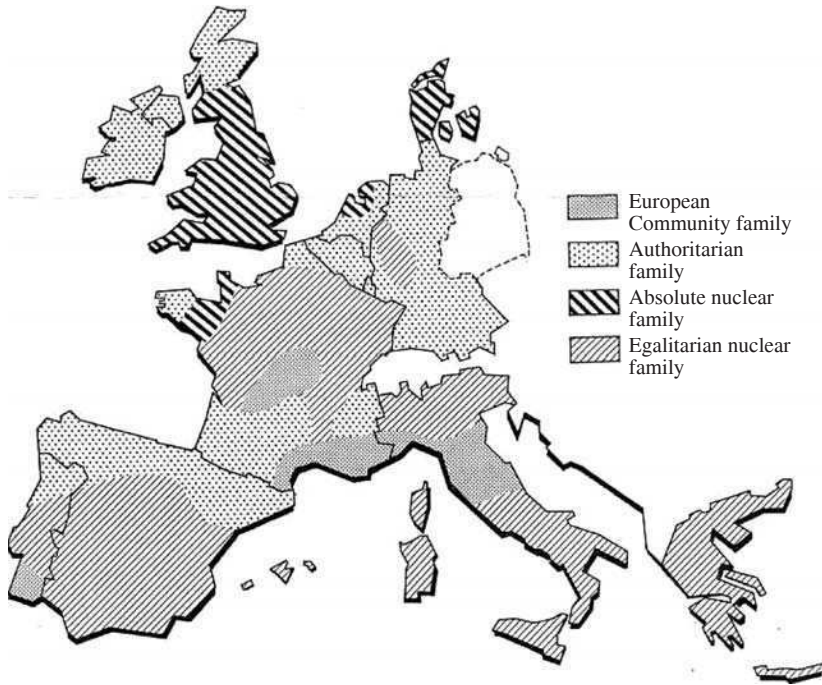 European
Community family
Authoritarian
family
Absolute nuclear
family
Egalitarian nuclear
family